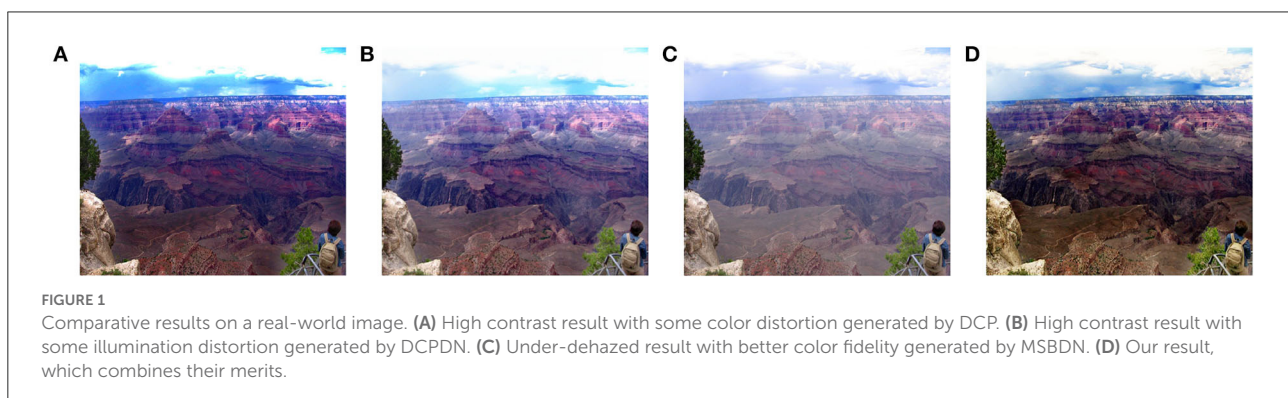 A B C D
FIGURE 1
Comparative results on a real-world image. (A) High contrast result with some color distortion generated by DCP. (B) High contrast result with
some illumination distortion generated by DCPDN. (C) Under-dehazed result with better color fidelity generated by MSBDN. (D) Our result,
which combines their merits.